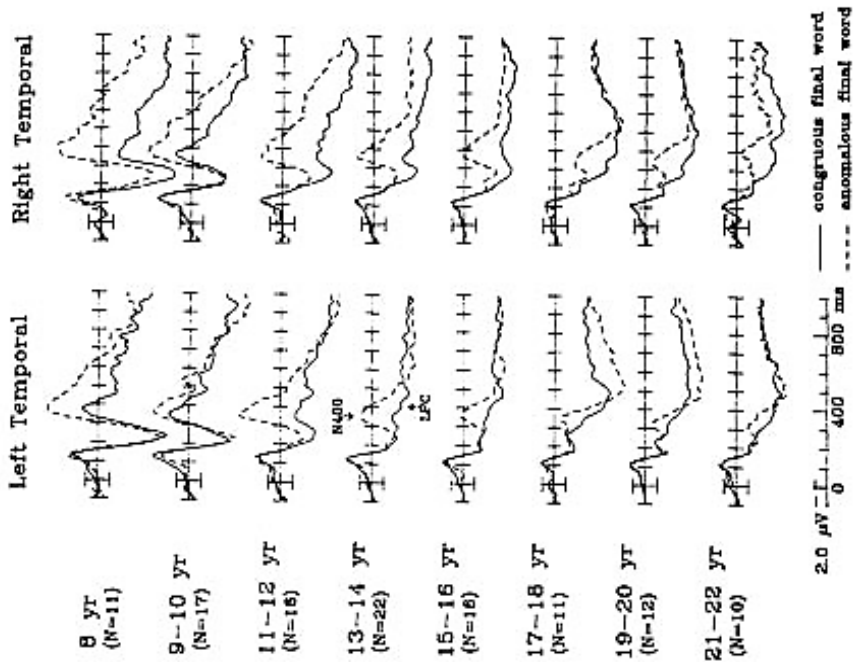 Left Temporal
Right Temporal
8 yr
(N=11)
9-10 yr
(N=17)
11-12 yr
(N=16)
13-14 yr
(N=22)
N400
LPC
15-16 yr
(N=16)
17-18 yr
(N=11)
19-20 yr
(N=12)
21-22 yr
(N=10)
2.0 μV
0 400 800 ms
congruous final word
anomalous final word